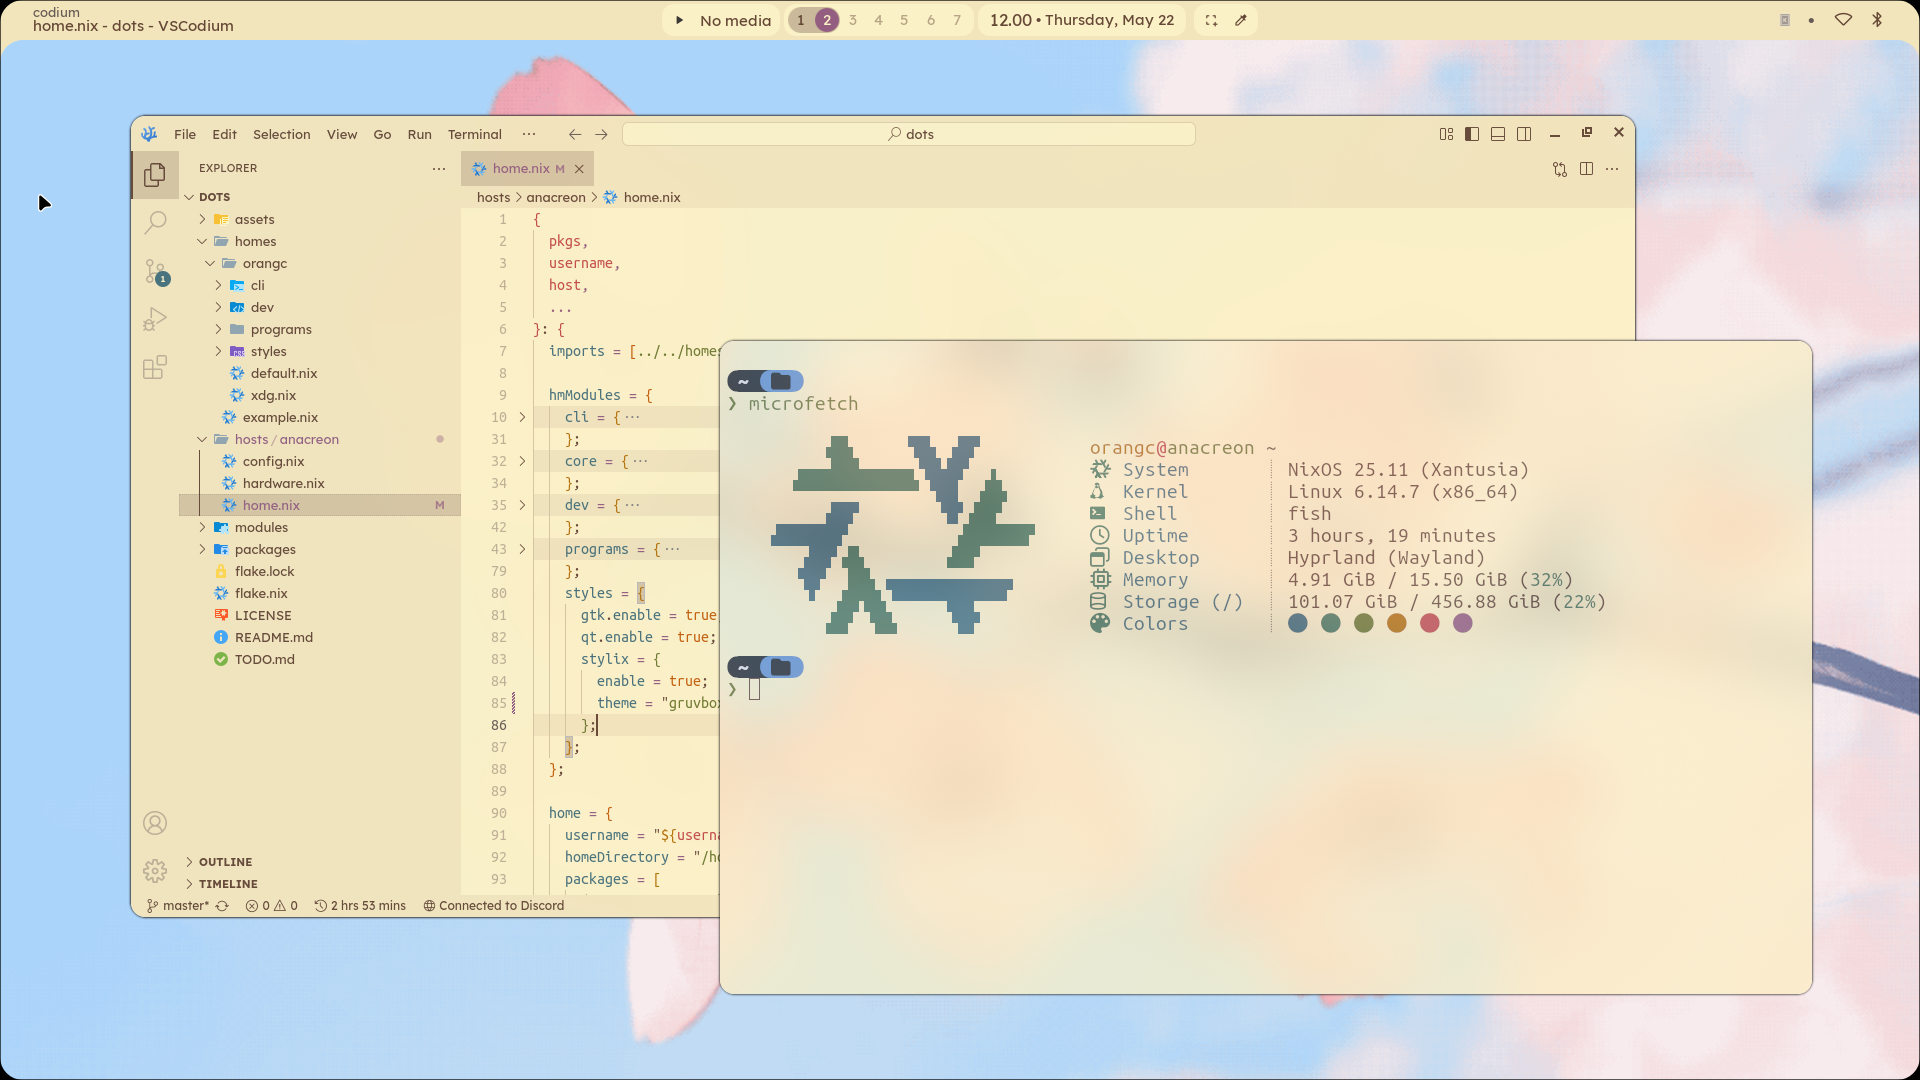 codium
home.nix - dots - VSCodium
No media
1 2 3 4 5 6 7
12.00 • Thursday, May 22
File Edit Selection View Go Run Terminal ···
dots
EXPLORER ···
home.nix M
DOTS
hosts > anacreon > home.nix
assets
homes
orangc
cli
dev
programs
styles
default.nix
xdg.nix
example.nix
hosts / anacreon
config.nix
hardware.nix
home.nix M
modules
packages
flake.lock
flake.nix
LICENSE
README.md
TODO.md
OUTLINE
TIMELINE
1
1 {
2 pkgs,
3 username,
4 host,
5 ...
6 }: {
7 imports = [../../homes
8
9 hmModules = {
10 cli = {···
31 };
32 core = {···
34 };
35 dev = {···
42 };
43 programs = {···
79 };
80 styles = {
81 gtk.enable = true
82 qt.enable = true;
83 stylix = {
84 enable = true;
85 theme = "gruvbo
86 };
87 };
88 };
89
90 home = {
91 username = "${usern
92 homeDirectory = "/h
93 packages = [
master* 0 0 2 hrs 53 mins Connected to Discord
~
❯ microfetch
orangc@anacreon ~
System NixOS 25.11 (Xantusia)
Kernel Linux 6.14.7 (x86_64)
Shell fish
Uptime 3 hours, 19 minutes
Desktop Hyprland (Wayland)
Memory 4.91 GiB / 15.50 GiB (32%)
Storage (/) 101.07 GiB / 456.88 GiB (22%)
Colors
~
❯